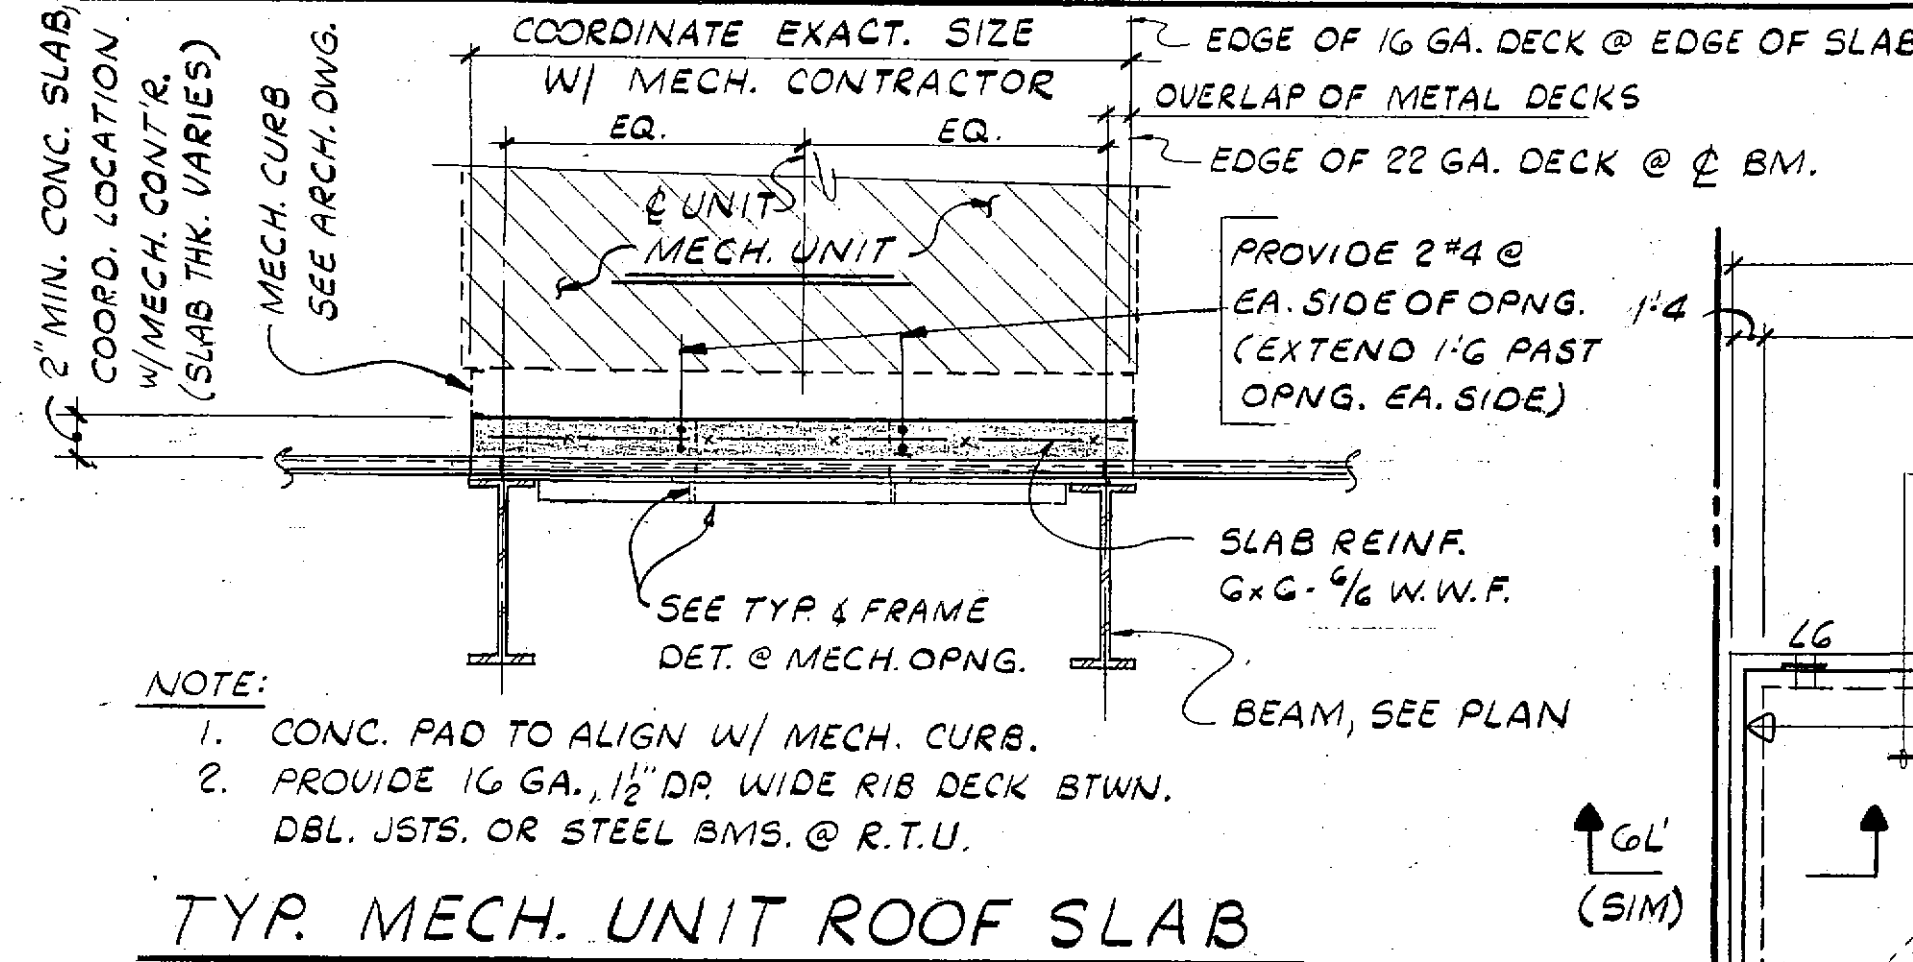 2" MIN. CONC. SLAB,
COORD. LOCATION
W/MECH. CONT'R.
(SLAB THK. VARIES)
MECH. CURB
SEE ARCH. DWG.
COORDINATE EXACT. SIZE
W/ MECH. CONTRACTOR
EQ.
EQ.
EDGE OF 16 GA. DECK @ EDGE OF SLAB
OVERLAP OF METAL DECKS
EDGE OF 22 GA. DECK @ ℄ BM.
℄ UNIT
MECH. UNIT
PROVIDE 2 #4 @
EA. SIDE OF OPNG.
(EXTEND 1'-6 PAST
OPNG. EA. SIDE)
1'-4
SLAB REINF.
6x6 - 6/6 W.W.F.
SEE TYP. ∠ FRAME
DET. @ MECH. OPNG.
BEAM, SEE PLAN
L6
NOTE:
1. CONC. PAD TO ALIGN W/ MECH. CURB.
2. PROVIDE 16 GA., 1 1/2" DP. WIDE RIB DECK BTWN.
DBL. JSTS. OR STEEL BMS. @ R.T.U.
6L'
(SIM)
TYP. MECH. UNIT ROOF SLAB